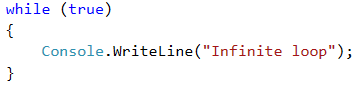 while (true)
{
    Console.WriteLine("Infinite loop");
}